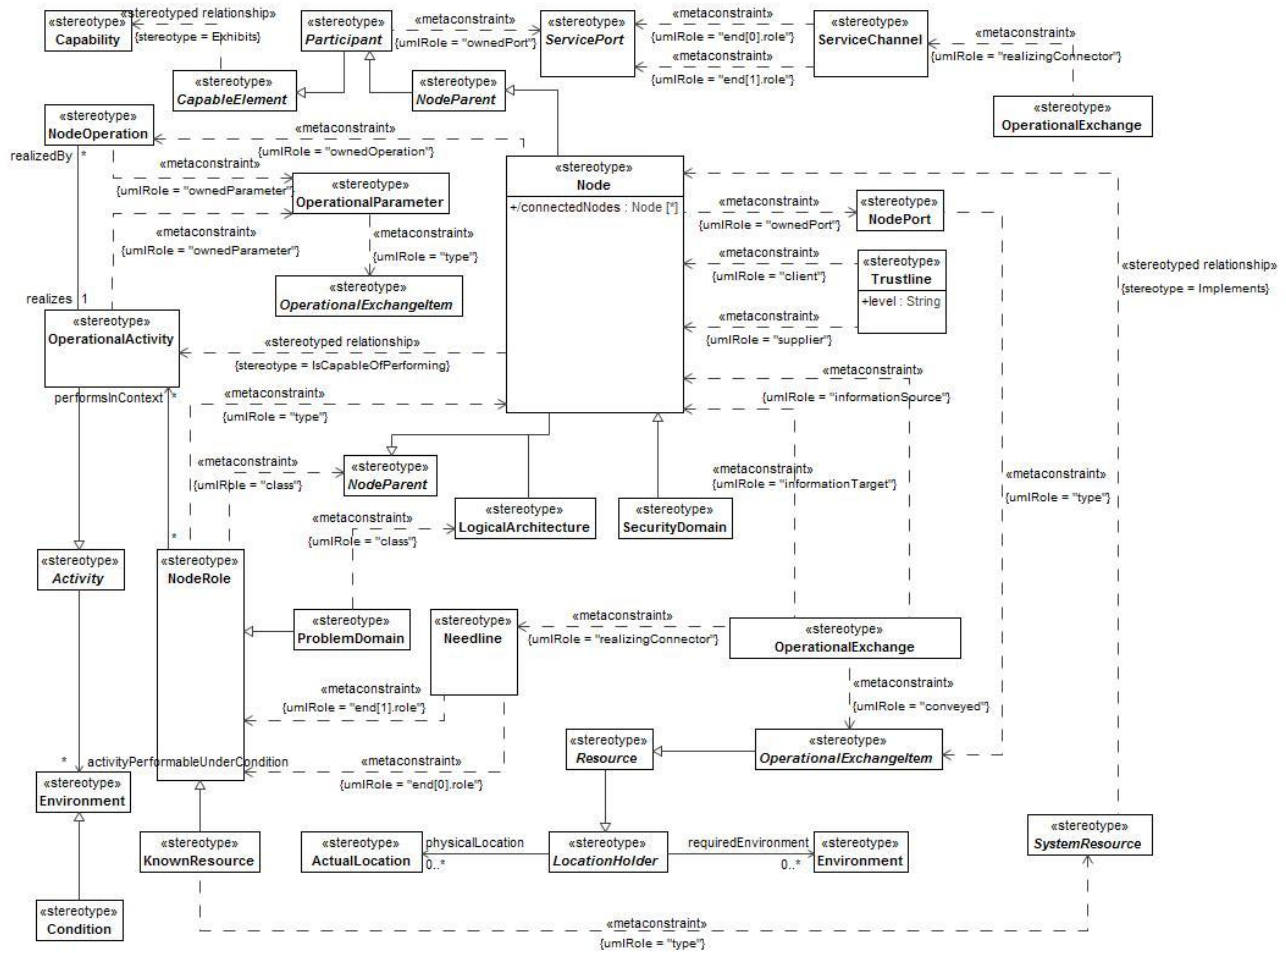 «stereotype»
Capability
«stereotyped relationship»
{stereotype = Exhibits}
«stereotype»
Participant
«metaconstraint»
{umlRole = "ownedPort"}
«stereotype»
ServicePort
«metaconstraint»
{umlRole = "end[0].role"}
«metaconstraint»
{umlRole = "end[1].role"}
«stereotype»
ServiceChannel
«metaconstraint»
{umlRole = "realizingConnector"}
«stereotype»
CapableElement
«stereotype»
NodeParent
«stereotype»
OperationalExchange
«stereotype»
NodeOperation
«metaconstraint»
{umlRole = "ownedOperation"}
realizedBy *
«metaconstraint»
{umlRole = "ownedParameter"}
«stereotype»
OperationalParameter
«stereotype»
Node
+/connectedNodes : Node [*]
«metaconstraint»
{umlRole = "ownedPort"}
«stereotype»
NodePort
«metaconstraint»
{umlRole = "ownedParameter"}
«metaconstraint»
{umlRole = "type"}
«metaconstraint»
{umlRole = "client"}
«stereotype»
Trustline
+level : String
«stereotyped relationship»
{stereotype = Implements}
«stereotype»
OperationalExchangeItem
realizes 1
«stereotype»
OperationalActivity
«metaconstraint»
{umlRole = "supplier"}
«stereotyped relationship»
{stereotype = IsCapableOfPerforming}
performsInContext *
«metaconstraint»
{umlRole = "type"}
«metaconstraint»
{umlRole = "informationSource"}
«metaconstraint»
{umlRole = "class"}
«stereotype»
NodeParent
«metaconstraint»
{umlRole = "informationTarget"}
«metaconstraint»
{umlRole = "type"}
«stereotype»
LogicalArchitecture
«stereotype»
SecurityDomain
«metaconstraint»
{umlRole = "class"}
*
«stereotype»
Activity
«stereotype»
NodeRole
«stereotype»
ProblemDomain
«stereotype»
Needline
«metaconstraint»
{umlRole = "realizingConnector"}
«stereotype»
OperationalExchange
«metaconstraint»
{umlRole = "end[1].role"}
«metaconstraint»
{umlRole = "conveyed"}
«stereotype»
Resource
«stereotype»
OperationalExchangeItem
* activityPerformableUnderCondition
«metaconstraint»
{umlRole = "end[0].role"}
«stereotype»
Environment
«stereotype»
KnownResource
«stereotype»
ActualLocation
physicalLocation
0..*
«stereotype»
LocationHolder
requiredEnvironment
0..*
«stereotype»
Environment
«stereotype»
SystemResource
«stereotype»
Condition
«metaconstraint»
{umlRole = "type"}